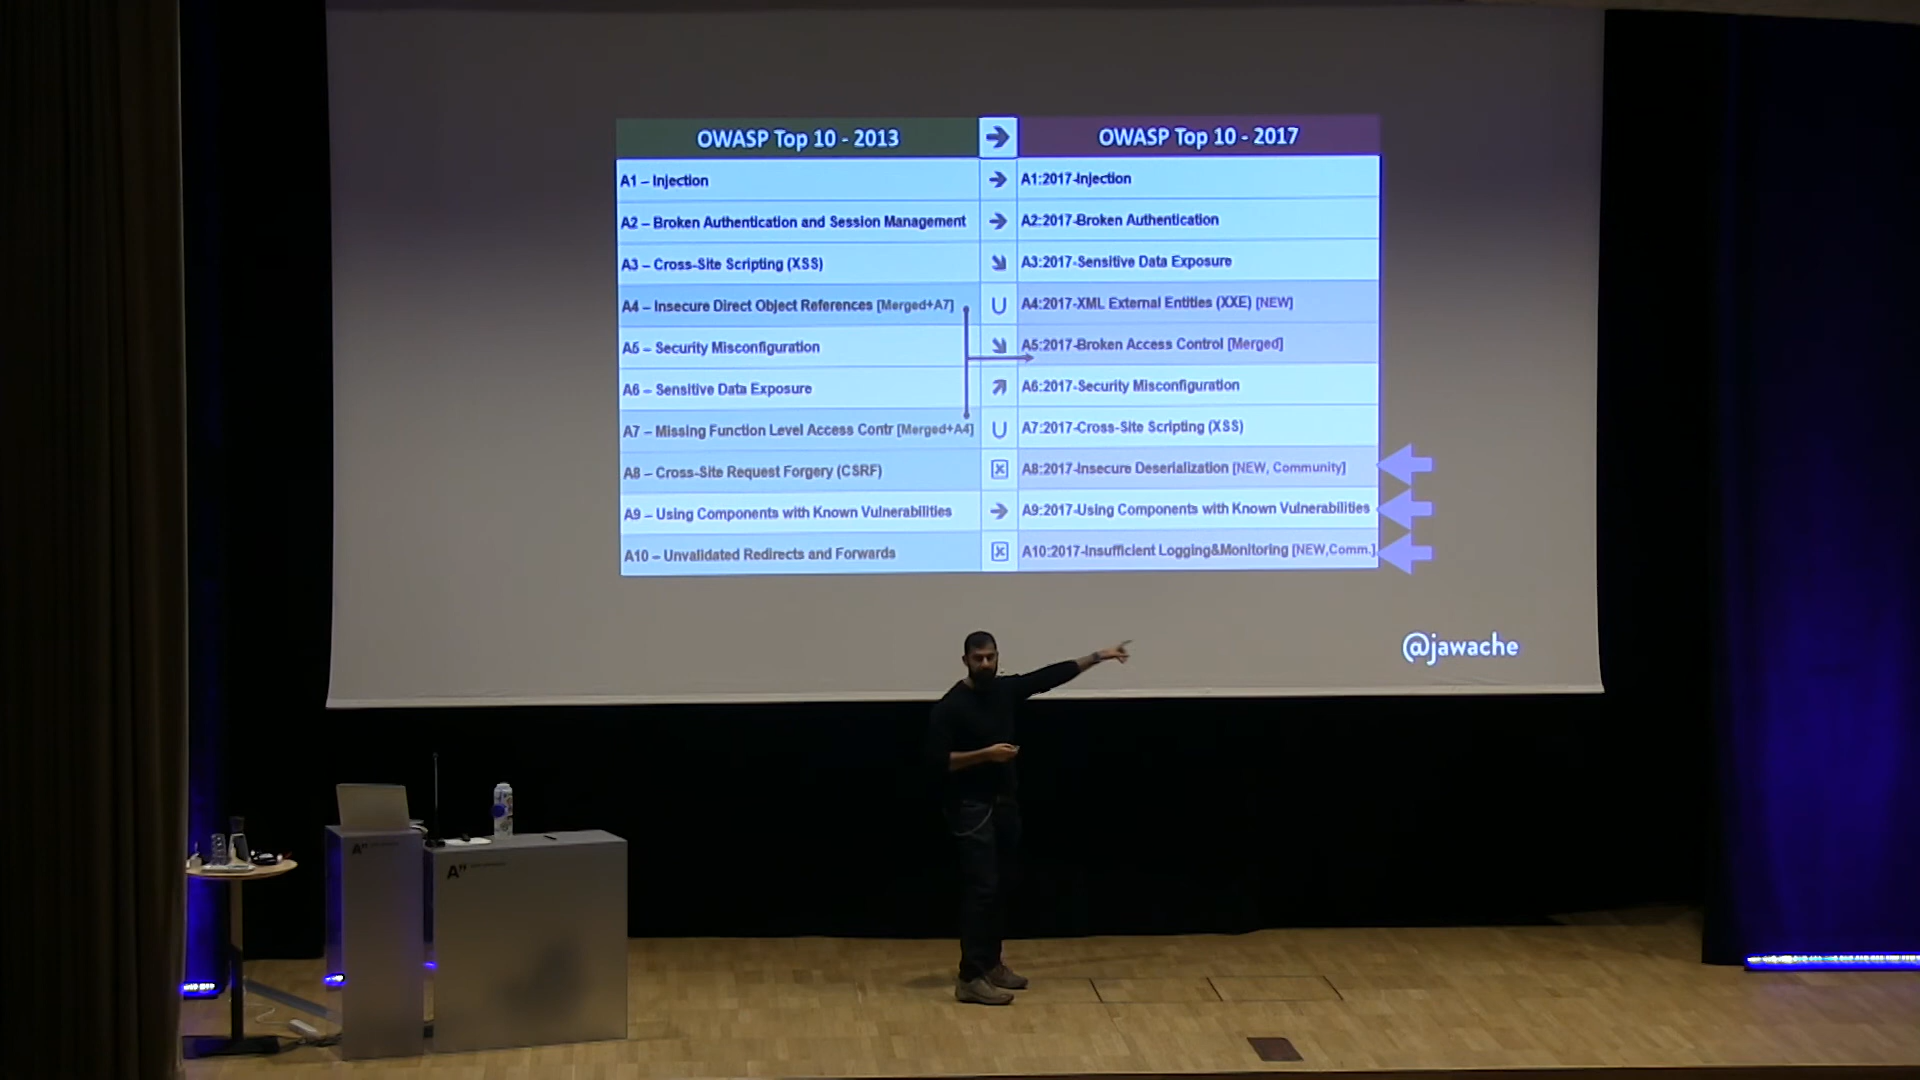 OWASP Top 10 - 2013
OWASP Top 10 - 2017
A1 – Injection
A1:2017-Injection
A2 – Broken Authentication and Session Management
A2:2017-Broken Authentication
A3 – Cross-Site Scripting (XSS)
A3:2017-Sensitive Data Exposure
A4 – Insecure Direct Object References [Merged+A7]
A4:2017-XML External Entities (XXE) [NEW]
A5 – Security Misconfiguration
A5:2017-Broken Access Control [Merged]
A6 – Sensitive Data Exposure
A6:2017-Security Misconfiguration
A7 – Missing Function Level Access Contr [Merged+A4]
A7:2017-Cross-Site Scripting (XSS)
A8 – Cross-Site Request Forgery (CSRF)
A8:2017-Insecure Deserialization [NEW, Community]
A9 – Using Components with Known Vulnerabilities
A9:2017-Using Components with Known Vulnerabilities
A10 – Unvalidated Redirects and Forwards
A10:2017-Insufficient Logging&Monitoring [NEW,Comm.]
@jawache
A"
A"